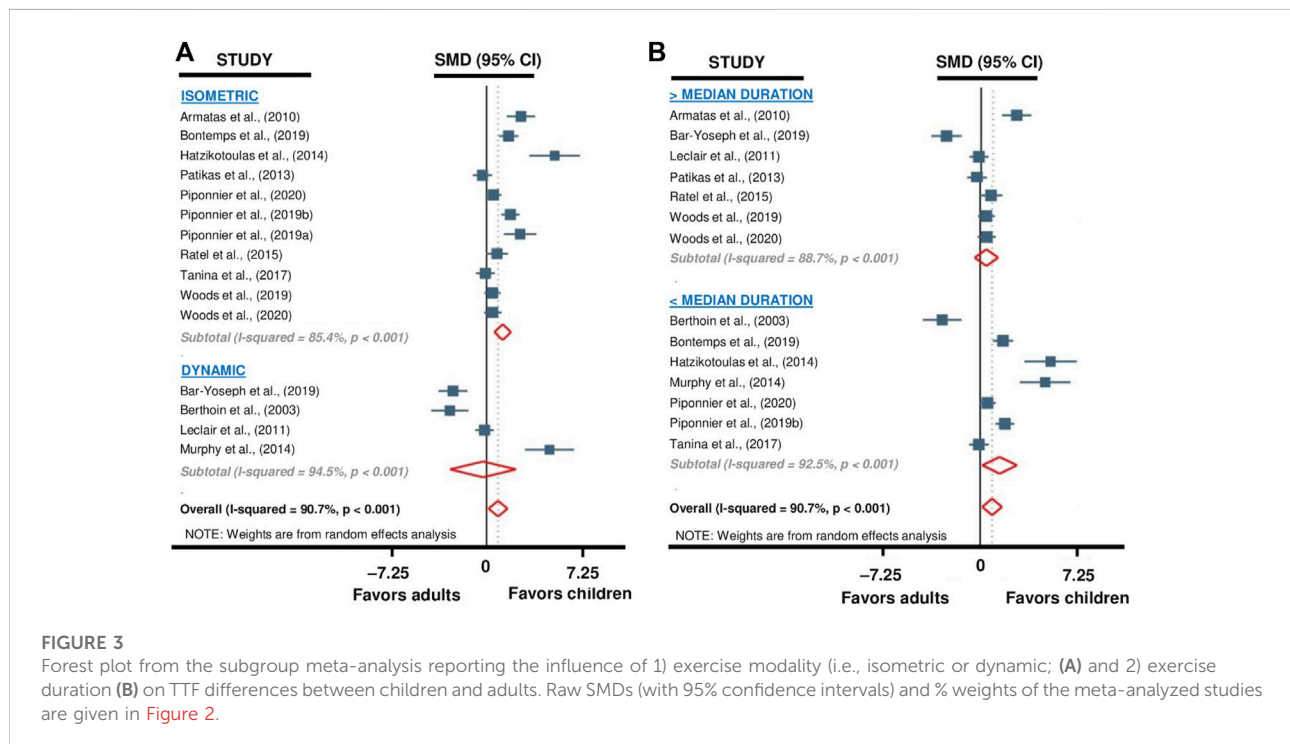 A
STUDY
SMD (95% CI)
ISOMETRIC
Armatas et al., (2010)
Bontemps et al., (2019)
Hatzikotoulas et al., (2014)
Patikas et al., (2013)
Piponnier et al., (2020)
Piponnier et al., (2019b)
Piponnier et al., (2019a)
Ratel et al., (2015)
Tanina et al., (2017)
Woods et al., (2019)
Woods et al., (2020)
Subtotal (I-squared = 85.4%, p < 0.001)
DYNAMIC
Bar-Yoseph et al., (2019)
Berthoin et al., (2003)
Leclair et al., (2011)
Murphy et al., (2014)
Subtotal (I-squared = 94.5%, p < 0.001)
Overall (I-squared = 90.7%, p < 0.001)
NOTE: Weights are from random effects analysis
−7.25 0 7.25
Favors adults Favors children
B
STUDY
SMD (95% CI)
> MEDIAN DURATION
Armatas et al., (2010)
Bar-Yoseph et al., (2019)
Leclair et al., (2011)
Patikas et al., (2013)
Ratel et al., (2015)
Woods et al., (2019)
Woods et al., (2020)
Subtotal (I-squared = 88.7%, p < 0.001)
< MEDIAN DURATION
Berthoin et al., (2003)
Bontemps et al., (2019)
Hatzikotoulas et al., (2014)
Murphy et al., (2014)
Piponnier et al., (2020)
Piponnier et al., (2019b)
Tanina et al., (2017)
Subtotal (I-squared = 92.5%, p < 0.001)
Overall (I-squared = 90.7%, p < 0.001)
NOTE: Weights are from random effects analysis
−7.25 0 7.25
Favors adults Favors children
FIGURE 3
Forest plot from the subgroup meta-analysis reporting the influence of 1) exercise modality (i.e., isometric or dynamic; (A) and 2) exercise
duration (B) on TTF differences between children and adults. Raw SMDs (with 95% confidence intervals) and % weights of the meta-analyzed studies
are given in Figure 2.